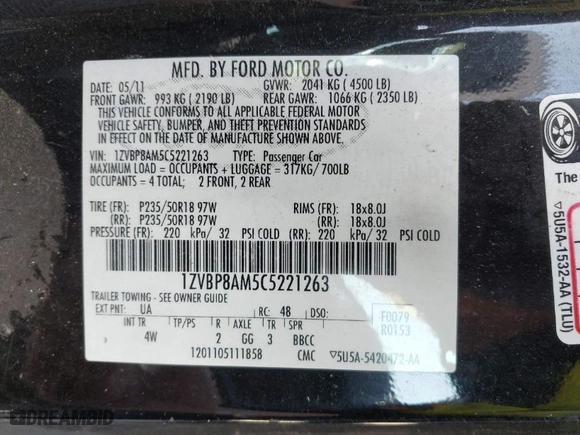 MFD. BY FORD MOTOR CO.
DATE: 05/11 GVWR: 2041 KG ( 4500 LB)
FRONT GAWR: 993 KG ( 2190 LB) REAR GAWR: 1066 KG ( 2350 LB)
THIS VEHICLE CONFORMS TO ALL APPLICABLE FEDERAL MOTOR
VEHICLE SAFETY, BUMPER, AND THEFT PREVENTION STANDARDS
IN EFFECT ON THE DATE OF MANUFACTURE SHOWN ABOVE.
VIN: 1ZVBP8AM5C5221263 TYPE: Passenger Car
MAXIMUM LOAD = OCCUPANTS + LUGGAGE = 317KG/ 700LB
OCCUPANTS = 4 TOTAL; 2 FRONT, 2 REAR
TIRE (FR): P235/50R18 97W RIMS (FR): 18x8.0J
(RR): P235/50R18 97W (RR): 18x8.0J
PRESSURE (FR): 220 kPa/ 32 PSI COLD (RR): 220 kPa/ 32 PSI COLD
1ZVBP8AM5C5221263
TRAILER TOWING - SEE OWNER GUIDE
EXT PNT: UA RC: 48 DSO: F0079
R0153
INT TR TP/PS R AXLE TR SPR
4W 2 GG 3 BBCC
1201105111858 CMC ▽5U5A-5420472-AA
The
▽5U5A-1532-AA (TLU)
DREAMBID